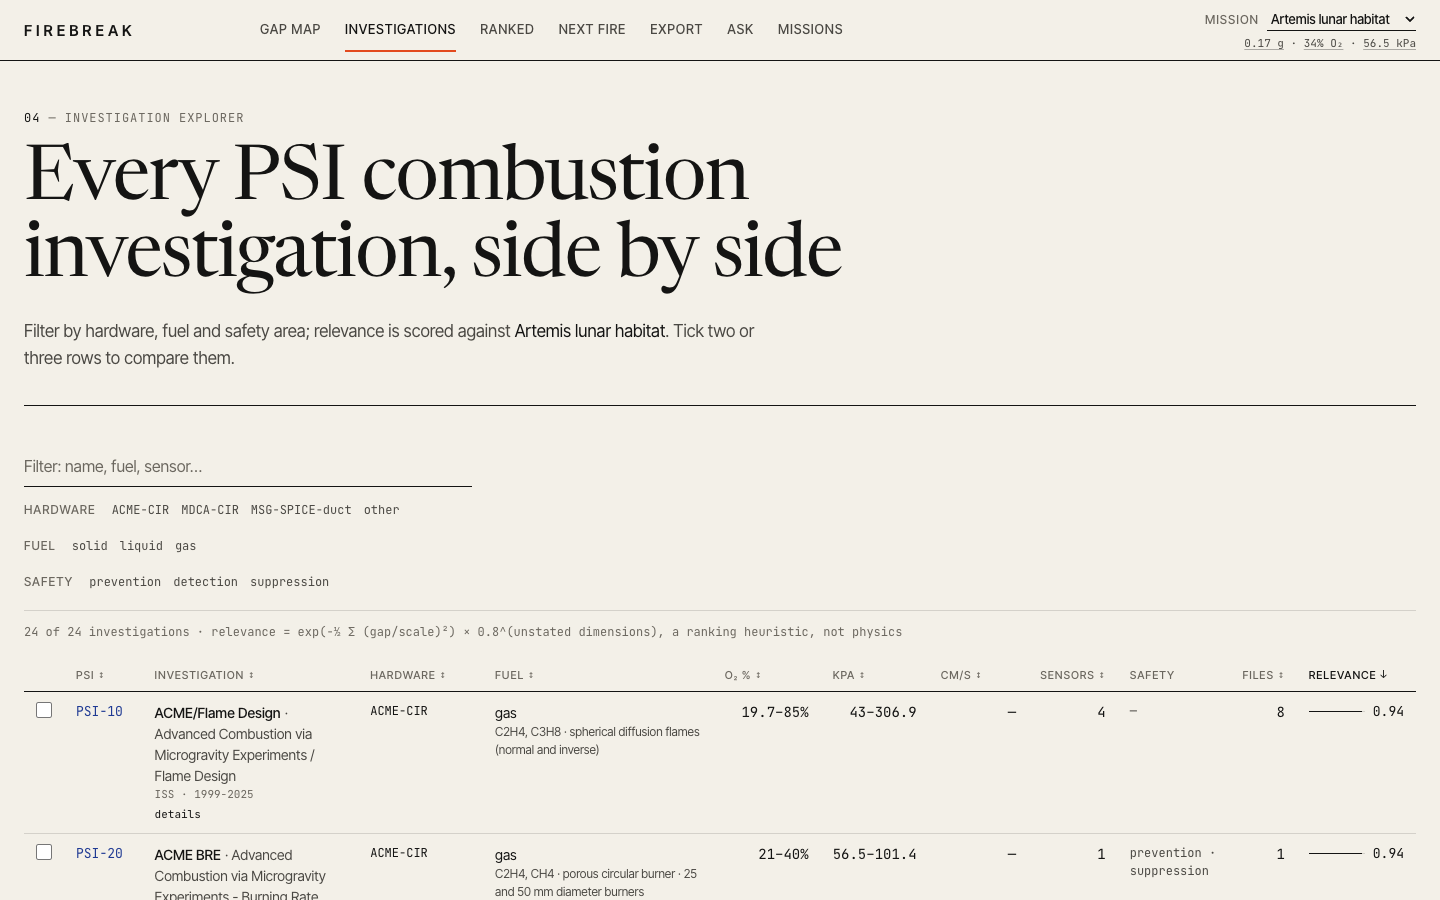 FIREBREAK
GAP MAP INVESTIGATIONS RANKED NEXT FIRE EXPORT ASK MISSIONS
MISSION Artemis lunar habitat
0.17 g · 34% O₂ · 56.5 kPa
04 — INVESTIGATION EXPLORER
Every PSI combustion
investigation, side by side
Filter by hardware, fuel and safety area; relevance is scored against Artemis lunar habitat. Tick two or
three rows to compare them.
Filter: name, fuel, sensor…
HARDWARE ACME-CIR MDCA-CIR MSG-SPICE-duct other
FUEL solid liquid gas
SAFETY prevention detection suppression
24 of 24 investigations · relevance = exp(-½ Σ (gap/scale)²) × 0.8^(unstated dimensions), a ranking heuristic, not physics
PSI ↕ INVESTIGATION ↕ HARDWARE ↕ FUEL ↕ O₂ % ↕ KPA ↕ CM/S ↕ SENSORS ↕ SAFETY FILES ↕ RELEVANCE ↓
PSI-10 ACME/Flame Design · ACME-CIR gas 19.7–85% 43–306.9 — 4 — 8 0.94
Advanced Combustion via C2H4, C3H8 · spherical diffusion flames
Microgravity Experiments / (normal and inverse)
Flame Design
ISS · 1999-2025
details
PSI-20 ACME BRE · Advanced ACME-CIR gas 21–40% 56.5–101.4 — 1 prevention · 1 0.94
Combustion via Microgravity C2H4, CH4 · porous circular burner · 25 suppression
Experiments - Burning Rate and 50 mm diameter burners